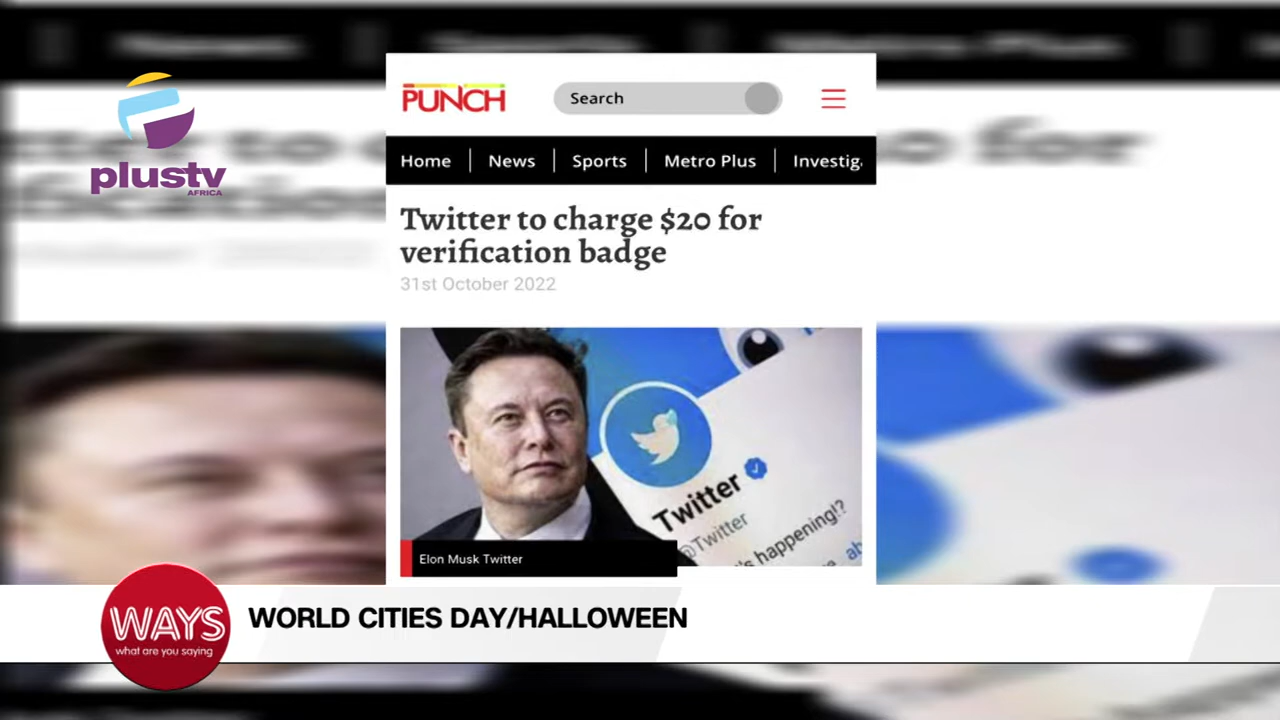 PUNCH
Search
Home
News
Sports
Metro Plus
Investig
plustv
AFRICA
Twitter to charge $20 for
verification badge
31st October 2022
Twitter
@Twitter
's happening!?
Elon Musk Twitter
WAYS
what are you saying
WORLD CITIES DAY/HALLOWEEN